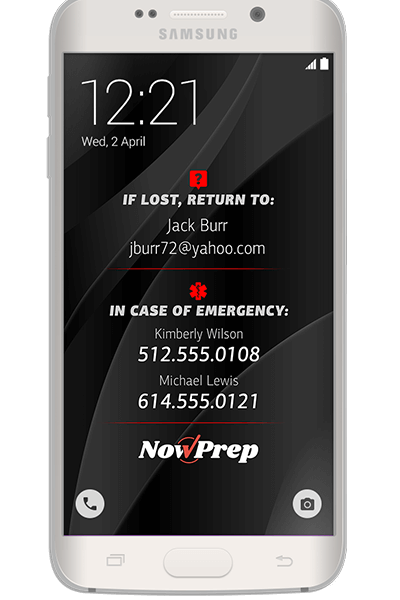 SAMSUNG
12:21
Wed, 2 April
?
IF LOST, RETURN TO:
Jack Burr
jburr72@yahoo.com
IN CASE OF EMERGENCY:
Kimberly Wilson
512.555.0108
Michael Lewis
614.555.0121
NowPrep